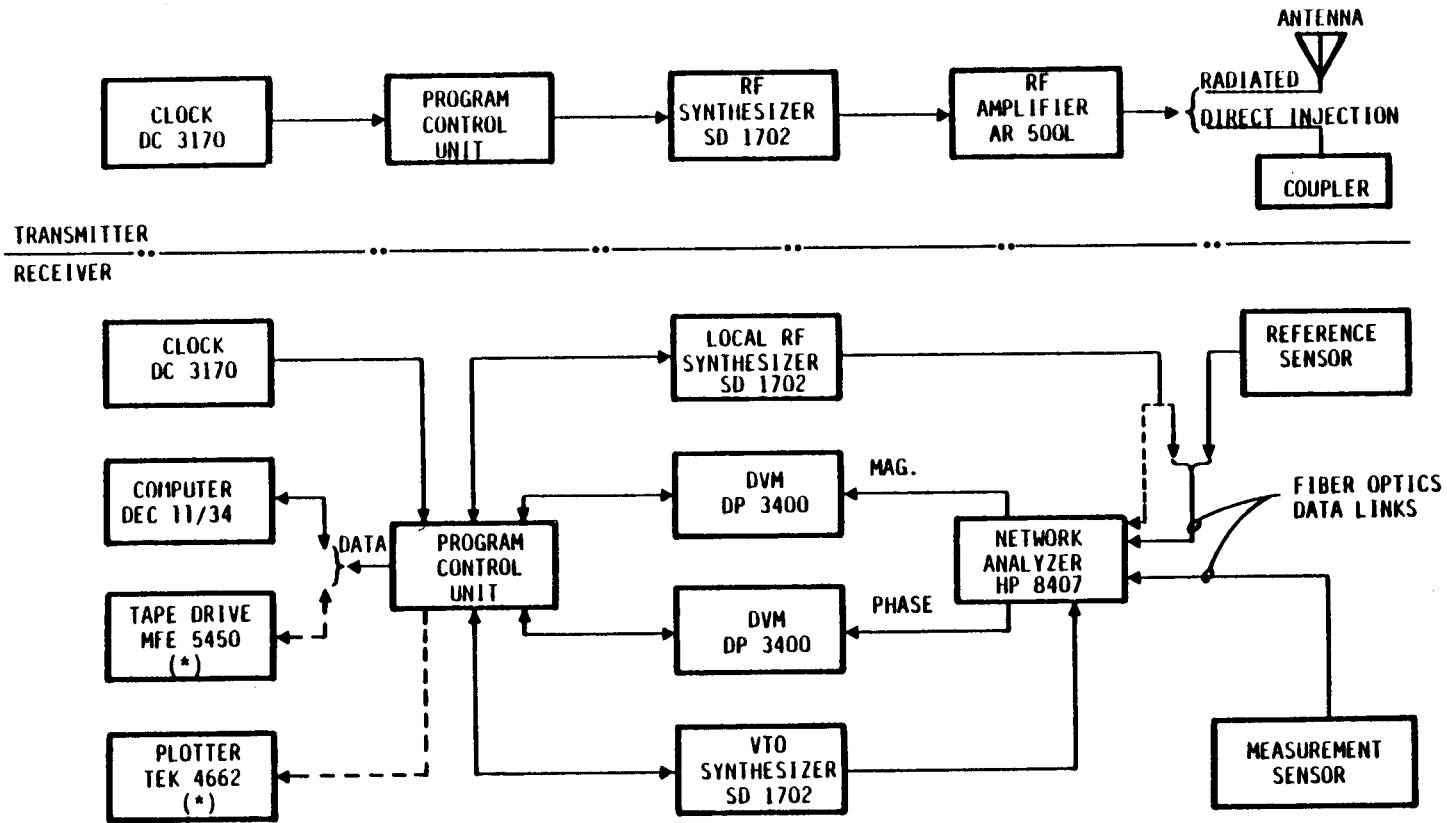 ANTENNA
CLOCK
DC 3170
PROGRAM
CONTROL
UNIT
RF
SYNTHESIZER
SD 1702
RF
AMPLIFIER
AR 500L
RADIATED
DIRECT INJECTION
COUPLER
TRANSMITTER
RECEIVER
CLOCK
DC 3170
LOCAL RF
SYNTHESIZER
SD 1702
REFERENCE
SENSOR
COMPUTER
DEC 11/34
DVM
DP 3400
MAG.
FIBER OPTICS
DATA LINKS
DATA
PROGRAM
CONTROL
UNIT
NETWORK
ANALYZER
HP 8407
TAPE DRIVE
MFE 5450
(*)
DVM
DP 3400
PHASE
PLOTTER
TEK 4662
(*)
VTO
SYNTHESIZER
SD 1702
MEASUREMENT
SENSOR